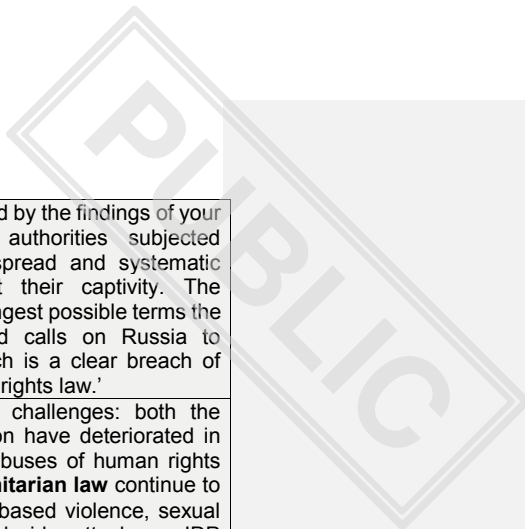 PUBLIC
d by the findings of your
authorities subjected
spread and systematic
t their captivity. The
ngest possible terms the
d calls on Russia to
ch is a clear breach of
rights law.’
challenges: both the
on have deteriorated in
buses of human rights
nitarian law continue to
based violence, sexual